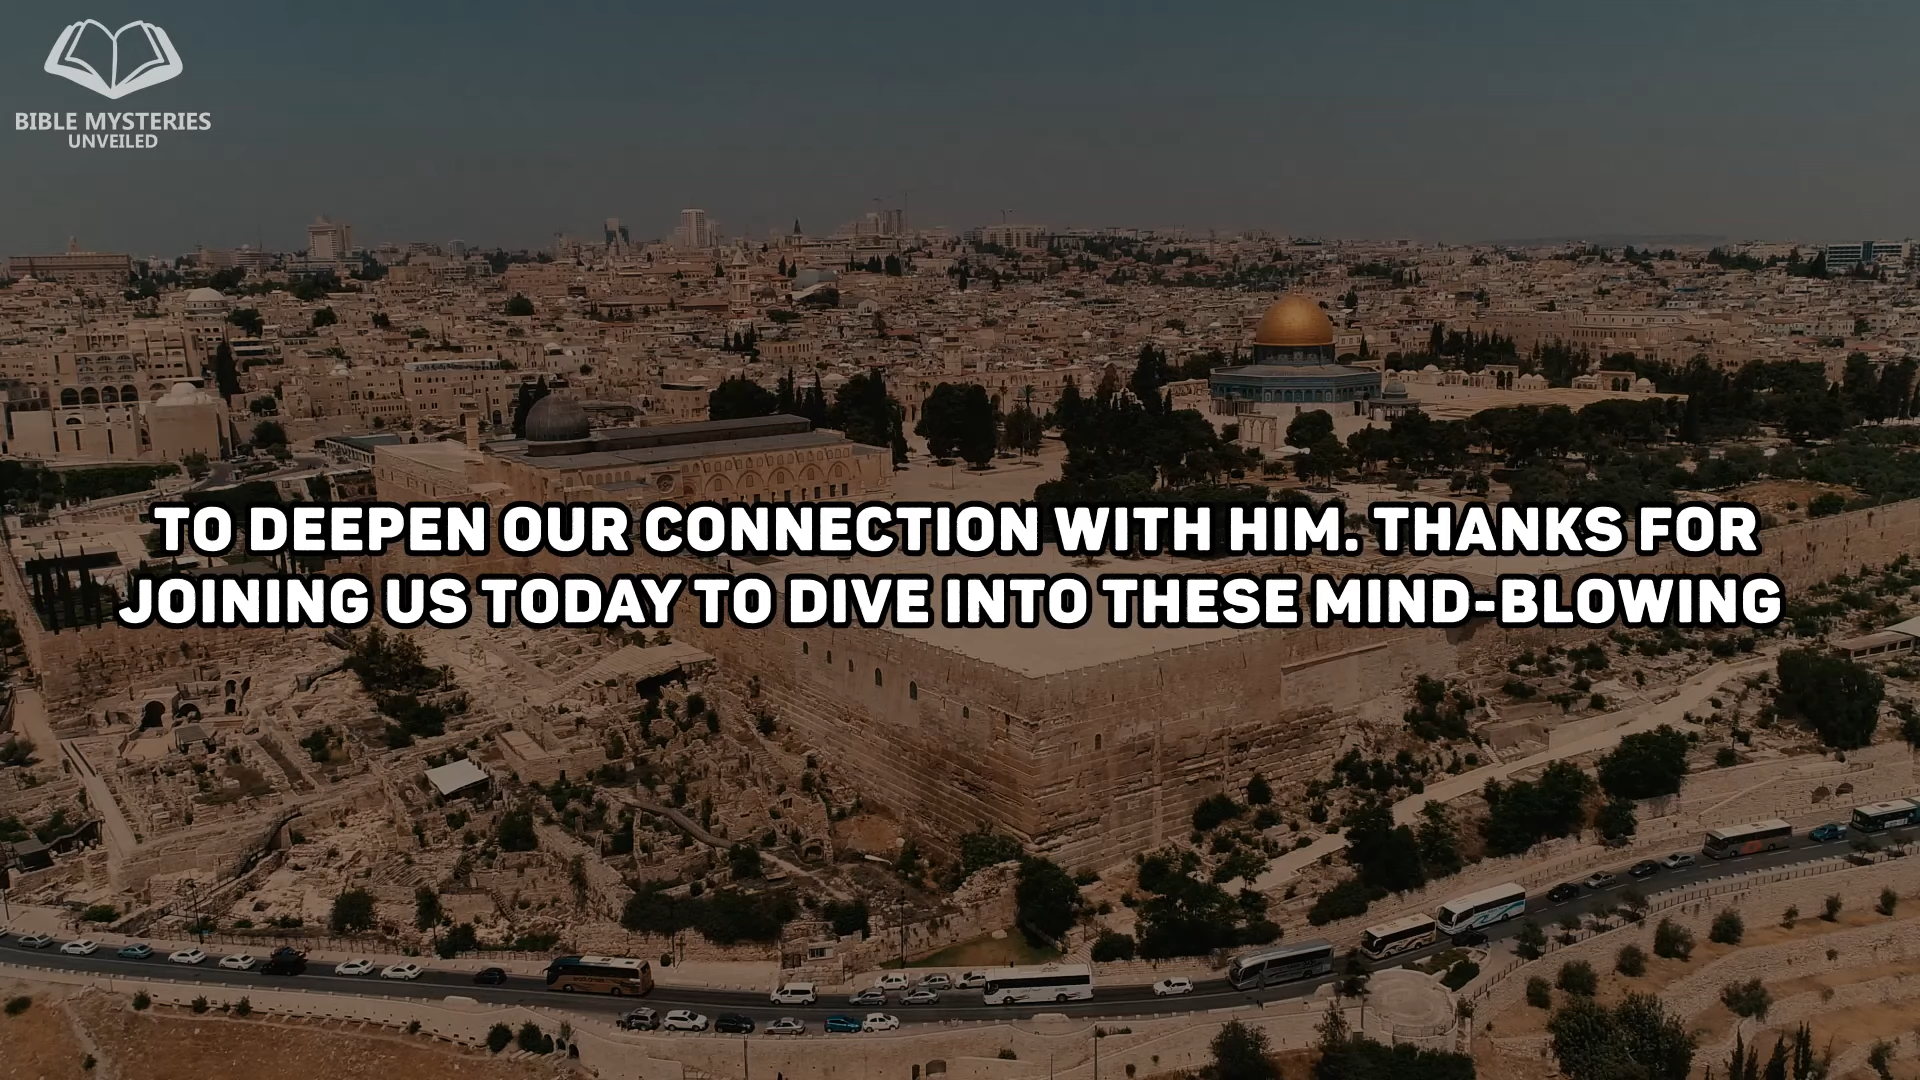 BIBLE MYSTERIES
UNVEILED
TO DEEPEN OUR CONNECTION WITH HIM. THANKS FOR
JOINING US TODAY TO DIVE INTO THESE MIND-BLOWING